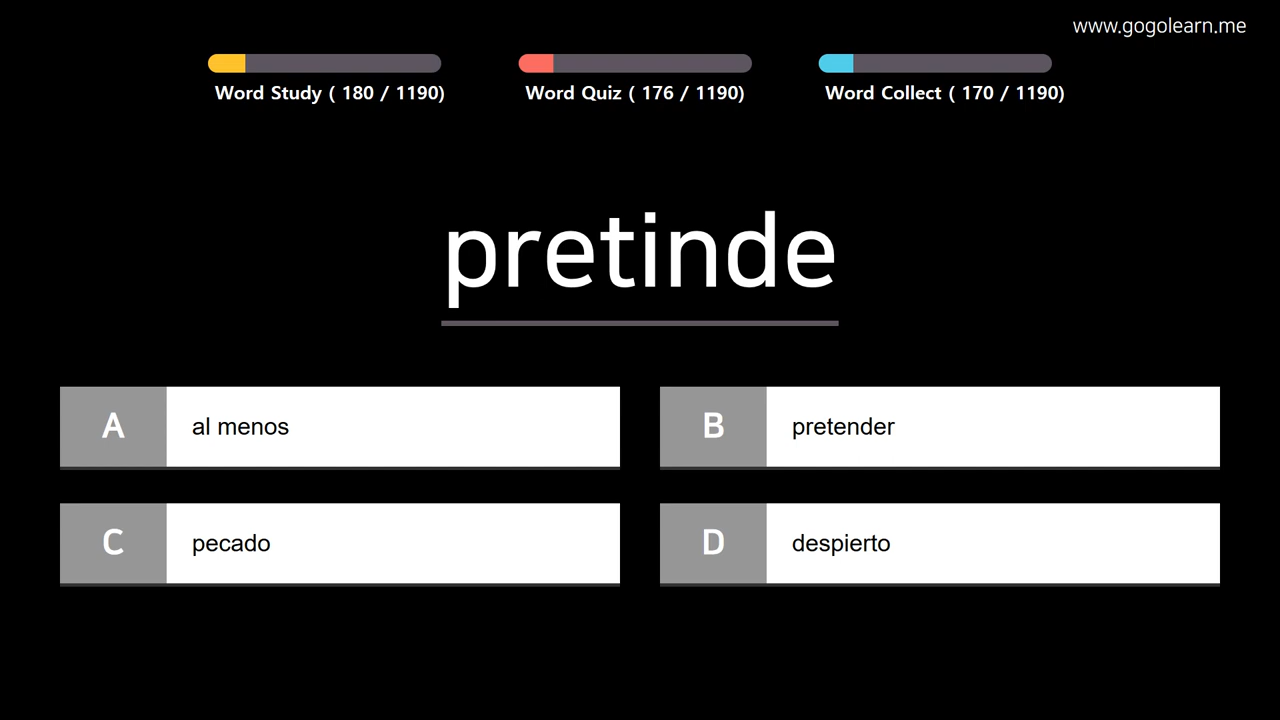 www.gogolearn.me
Word Study ( 180 / 1190)
Word Quiz ( 176 / 1190)
Word Collect ( 170 / 1190)
pretinde
A al menos
B pretender
C pecado
D despierto